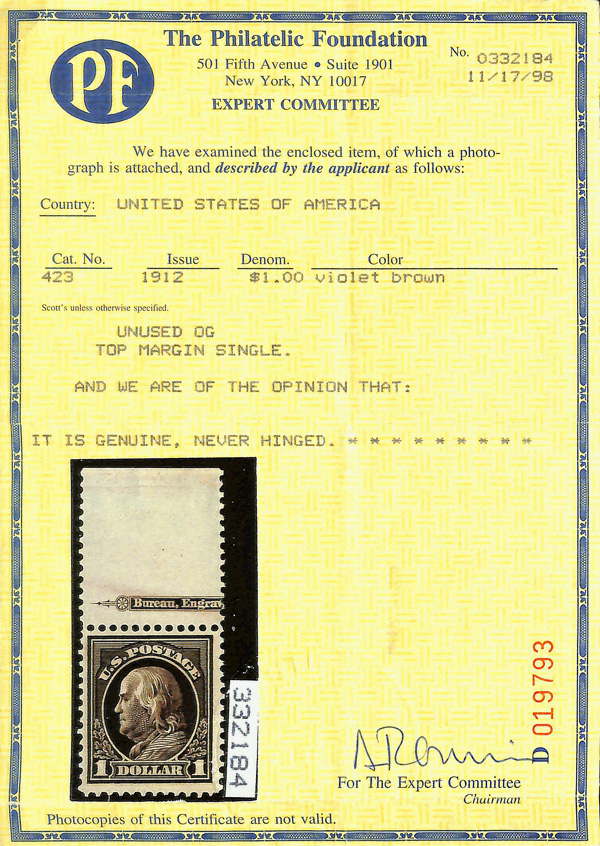 PF
The Philatelic Foundation
501 Fifth Avenue • Suite 1901
New York, NY 10017
EXPERT COMMITTEE
No. 0332184
11/17/98
We have examined the enclosed item, of which a photo-
graph is attached, and described by the applicant as follows:
Country: UNITED STATES OF AMERICA
Cat. No. Issue Denom. Color
423 1912 $1.00 violet brown
Scott's unless otherwise specified.
UNUSED OG
TOP MARGIN SINGLE.
AND WE ARE OF THE OPINION THAT:
IT IS GENUINE, NEVER HINGED. * * * * * * * * *
Bureau, Engrav
U.S. POSTAGE
1 DOLLAR 1
332184
D 019793
For The Expert Committee
Chairman
Photocopies of this Certificate are not valid.